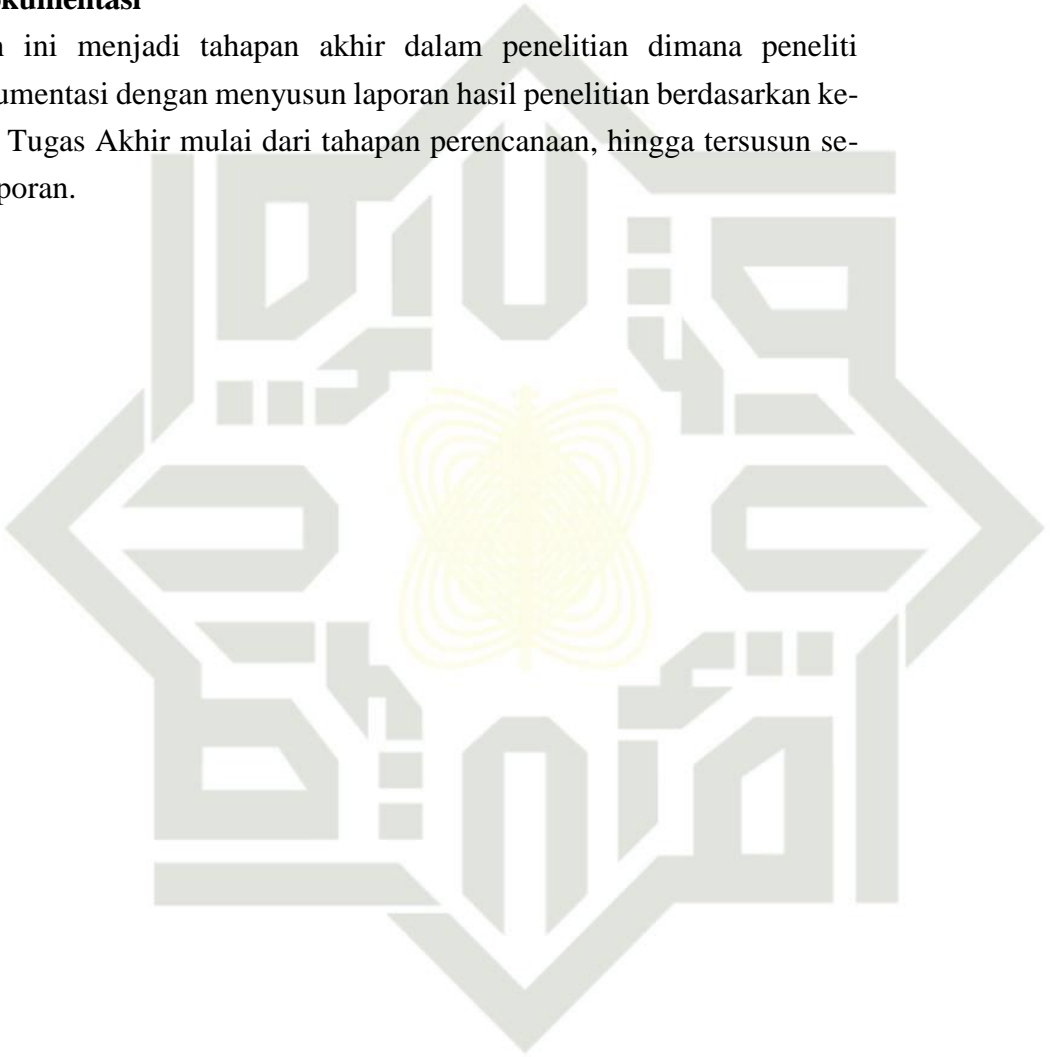 kumentasi
n ini menjadi tahapan akhir dalam penelitian dimana peneliti
umentasi dengan menyusun laporan hasil penelitian berdasarkan ke-
Tugas Akhir mulai dari tahapan perencanaan, hingga tersusun se-
poran.